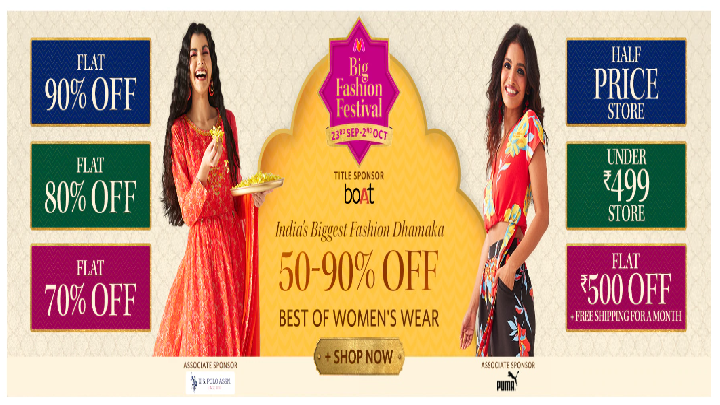 FLAT
90% OFF
FLAT
80% OFF
FLAT
70% OFF
Big
Fashion
Festival
23RD SEP-2ND OCT
TITLE SPONSOR
boAt
India's Biggest Fashion Dhamaka
50-90% OFF
BEST OF WOMEN'S WEAR
+ SHOP NOW
HALF
PRICE
STORE
UNDER
₹499
STORE
FLAT
₹500 OFF
+ FREE SHIPPING FOR A MONTH
ASSOCIATE SPONSOR
U.S. POLO ASSN.
ASSOCIATE SPONSOR
PUMA